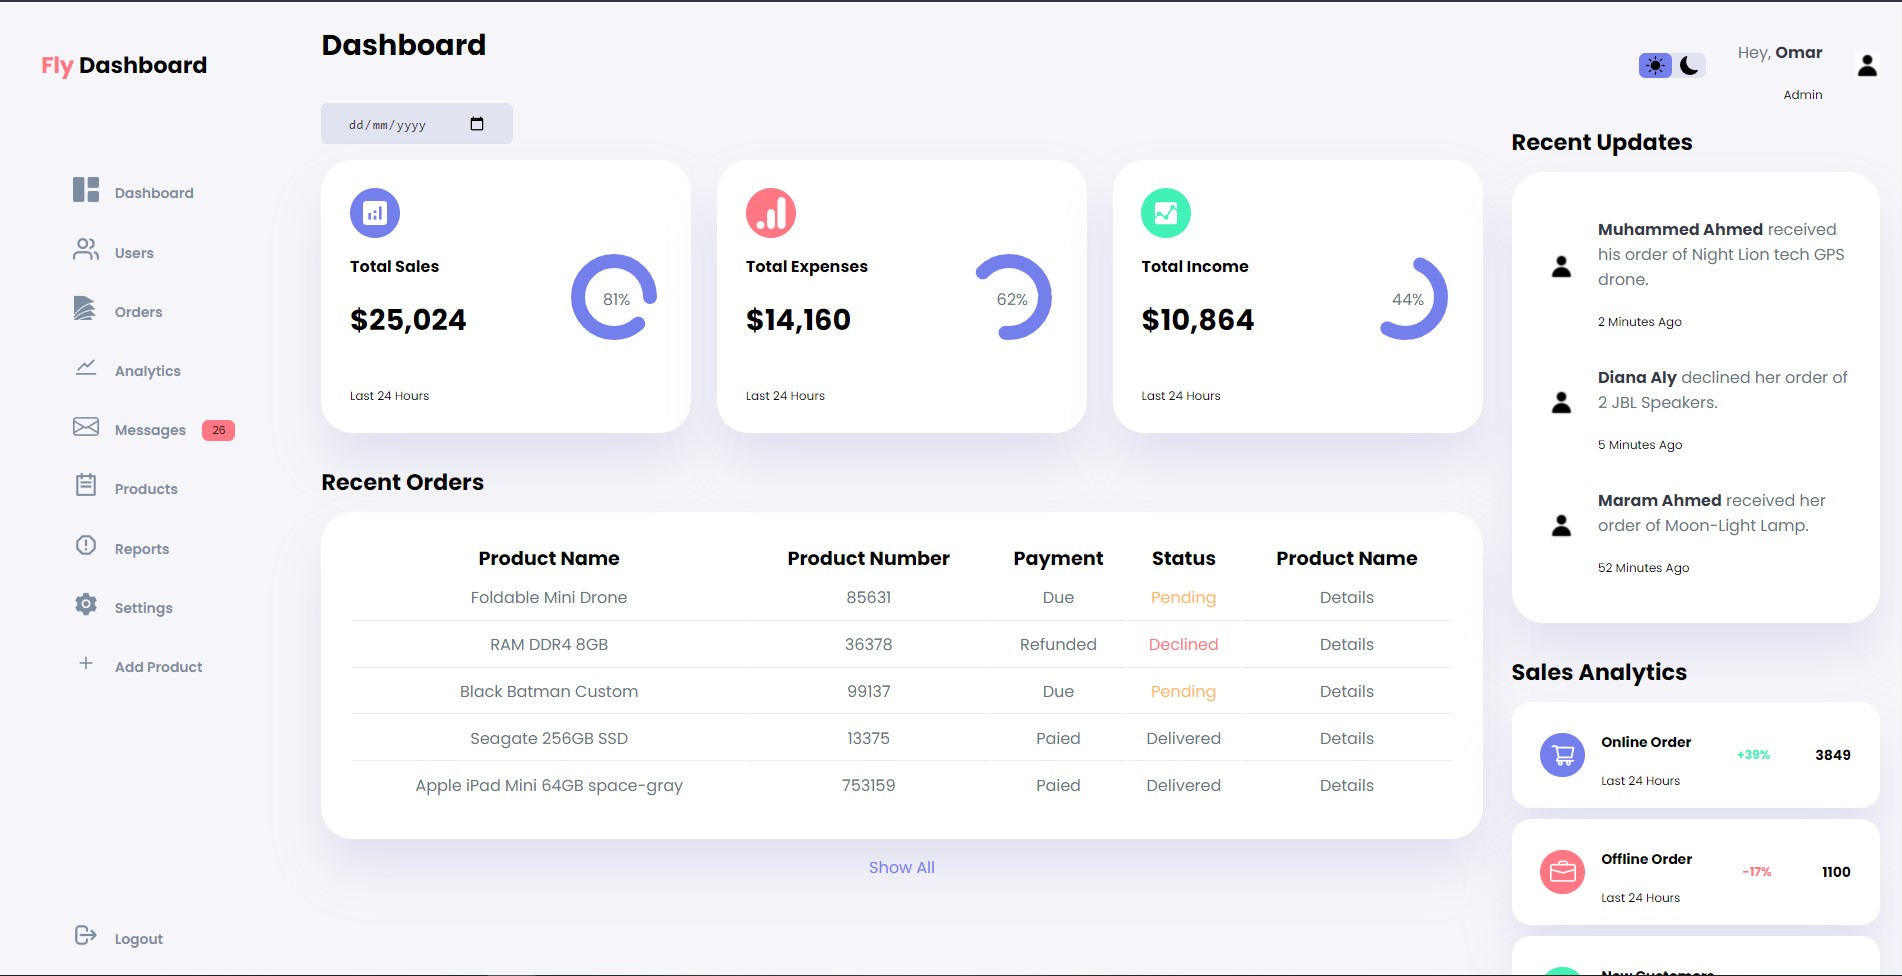 Fly Dashboard
Dashboard
Users
Orders
Analytics
Messages 26
Products
Reports
Settings
Add Product
Logout
Dashboard
dd/mm/yyyy
Total Sales
$25,024
81%
Last 24 Hours
Total Expenses
$14,160
62%
Last 24 Hours
Total Income
$10,864
44%
Last 24 Hours
Recent Orders
Product Name Product Number Payment Status Product Name
Foldable Mini Drone 85631 Due Pending Details
RAM DDR4 8GB 36378 Refunded Declined Details
Black Batman Custom 99137 Due Pending Details
Seagate 256GB SSD 13375 Paied Delivered Details
Apple iPad Mini 64GB space-gray 753159 Paied Delivered Details
Show All
Hey, Omar
Admin
Recent Updates
Muhammed Ahmed received
his order of Night Lion tech GPS
drone.
2 Minutes Ago
Diana Aly declined her order of
2 JBL Speakers.
5 Minutes Ago
Maram Ahmed received her
order of Moon-Light Lamp.
52 Minutes Ago
Sales Analytics
Online Order
Last 24 Hours
+39%
3849
Offline Order
Last 24 Hours
-17%
1100
New Customers